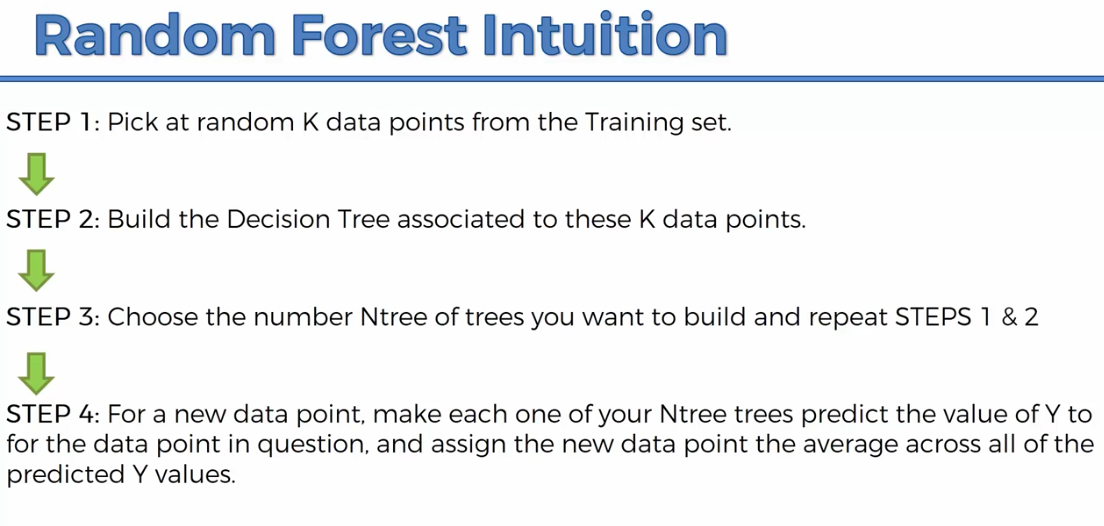 Random Forest Intuition
STEP 1: Pick at random K data points from the Training set.
STEP 2: Build the Decision Tree associated to these K data points.
STEP 3: Choose the number Ntree of trees you want to build and repeat STEPS 1 & 2
STEP 4: For a new data point, make each one of your Ntree trees predict the value of Y to
for the data point in question, and assign the new data point the average across all of the
predicted Y values.